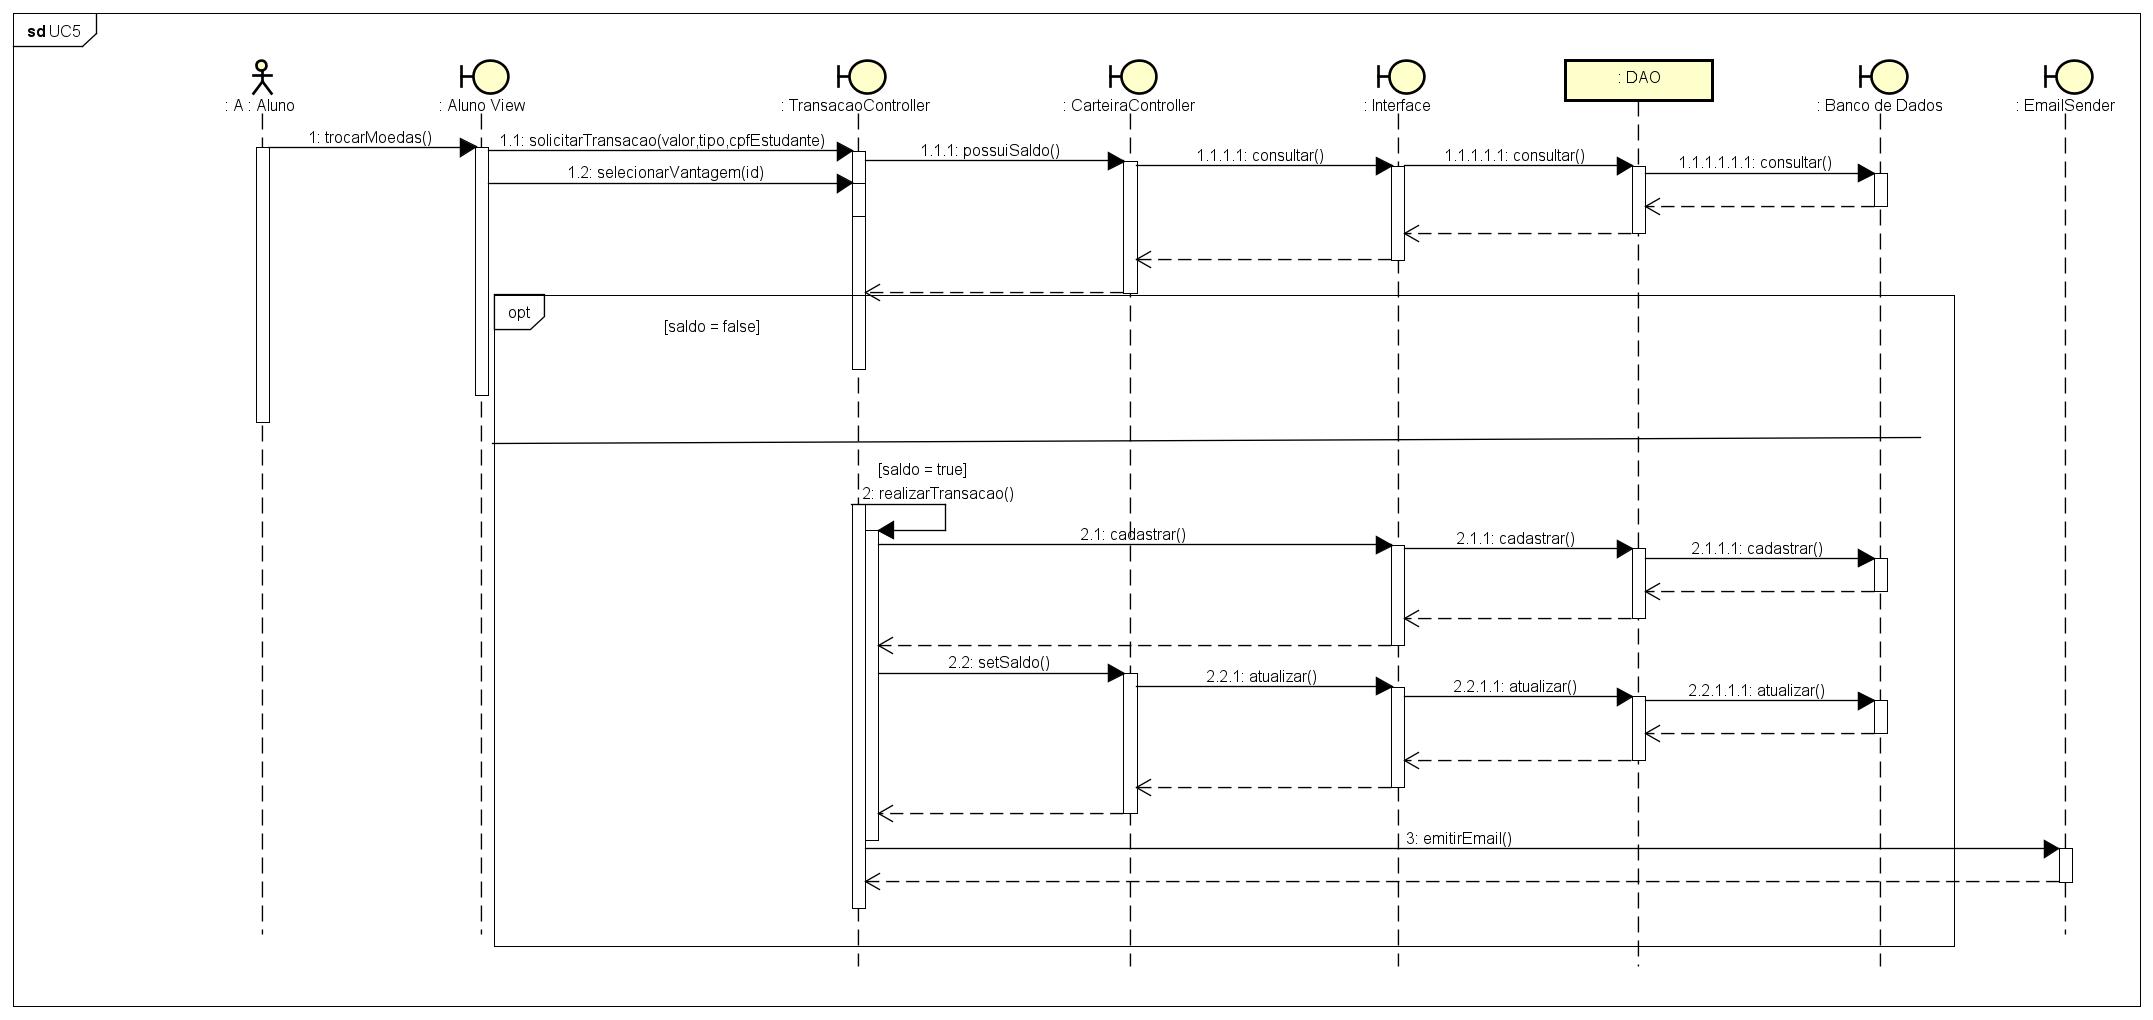 sd UC5
: A : Aluno
: Aluno View
: TransacaoController
: CarteiraController
: Interface
: DAO
: Banco de Dados
: EmailSender
1: trocarMoedas()
1.1: solicitarTransacao(valor,tipo,cpfEstudante)
1.1.1: possuiSaldo()
1.1.1.1: consultar()
1.1.1.1.1: consultar()
1.1.1.1.1.1: consultar()
1.2: selecionarVantagem(id)
opt
[saldo = false]
[saldo = true]
2: realizarTransacao()
2.1: cadastrar()
2.1.1: cadastrar()
2.1.1.1: cadastrar()
2.2: setSaldo()
2.2.1: atualizar()
2.2.1.1: atualizar()
2.2.1.1.1: atualizar()
3: emitirEmail()